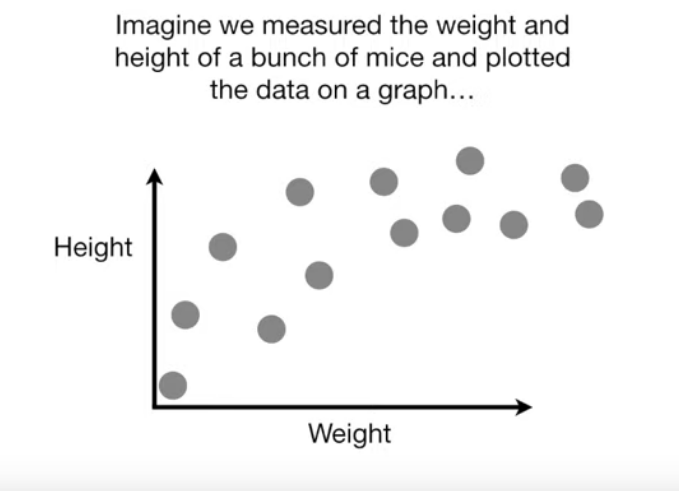 Imagine we measured the weight and
height of a bunch of mice and plotted
the data on a graph...
Height
Weight